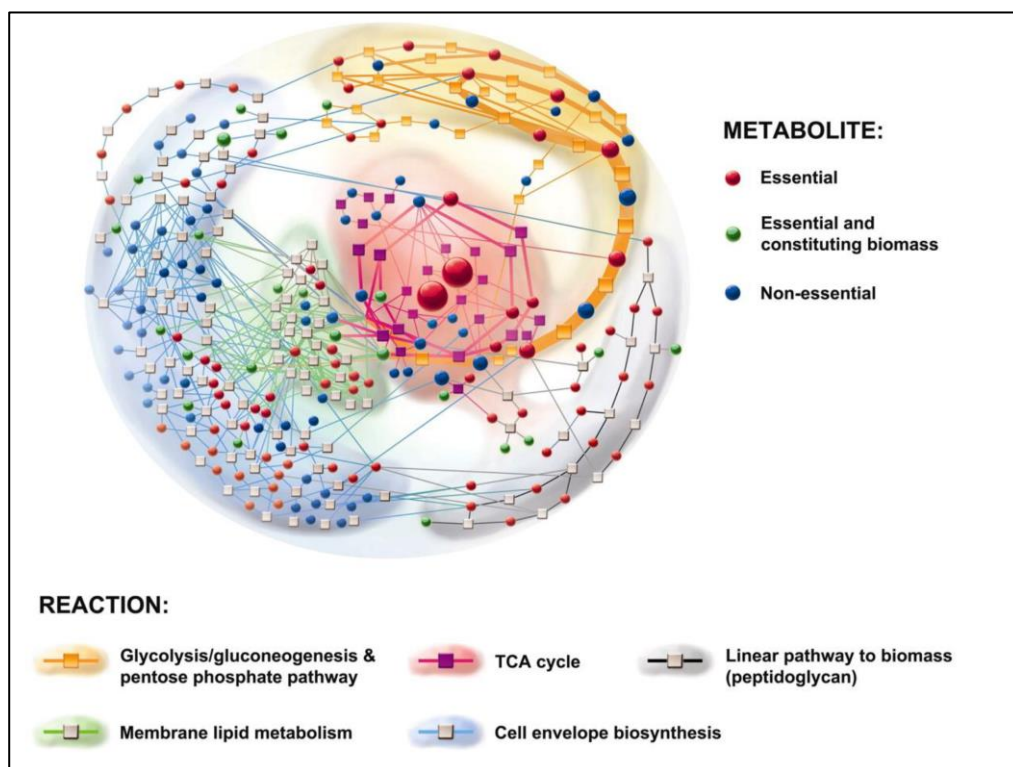 METABOLITE:
Essential
Essential and
constituting biomass
Non-essential
REACTION:
Glycolysis/gluconeogenesis &
pentose phosphate pathway
TCA cycle
Linear pathway to biomass
(peptidoglycan)
Membrane lipid metabolism
Cell envelope biosynthesis